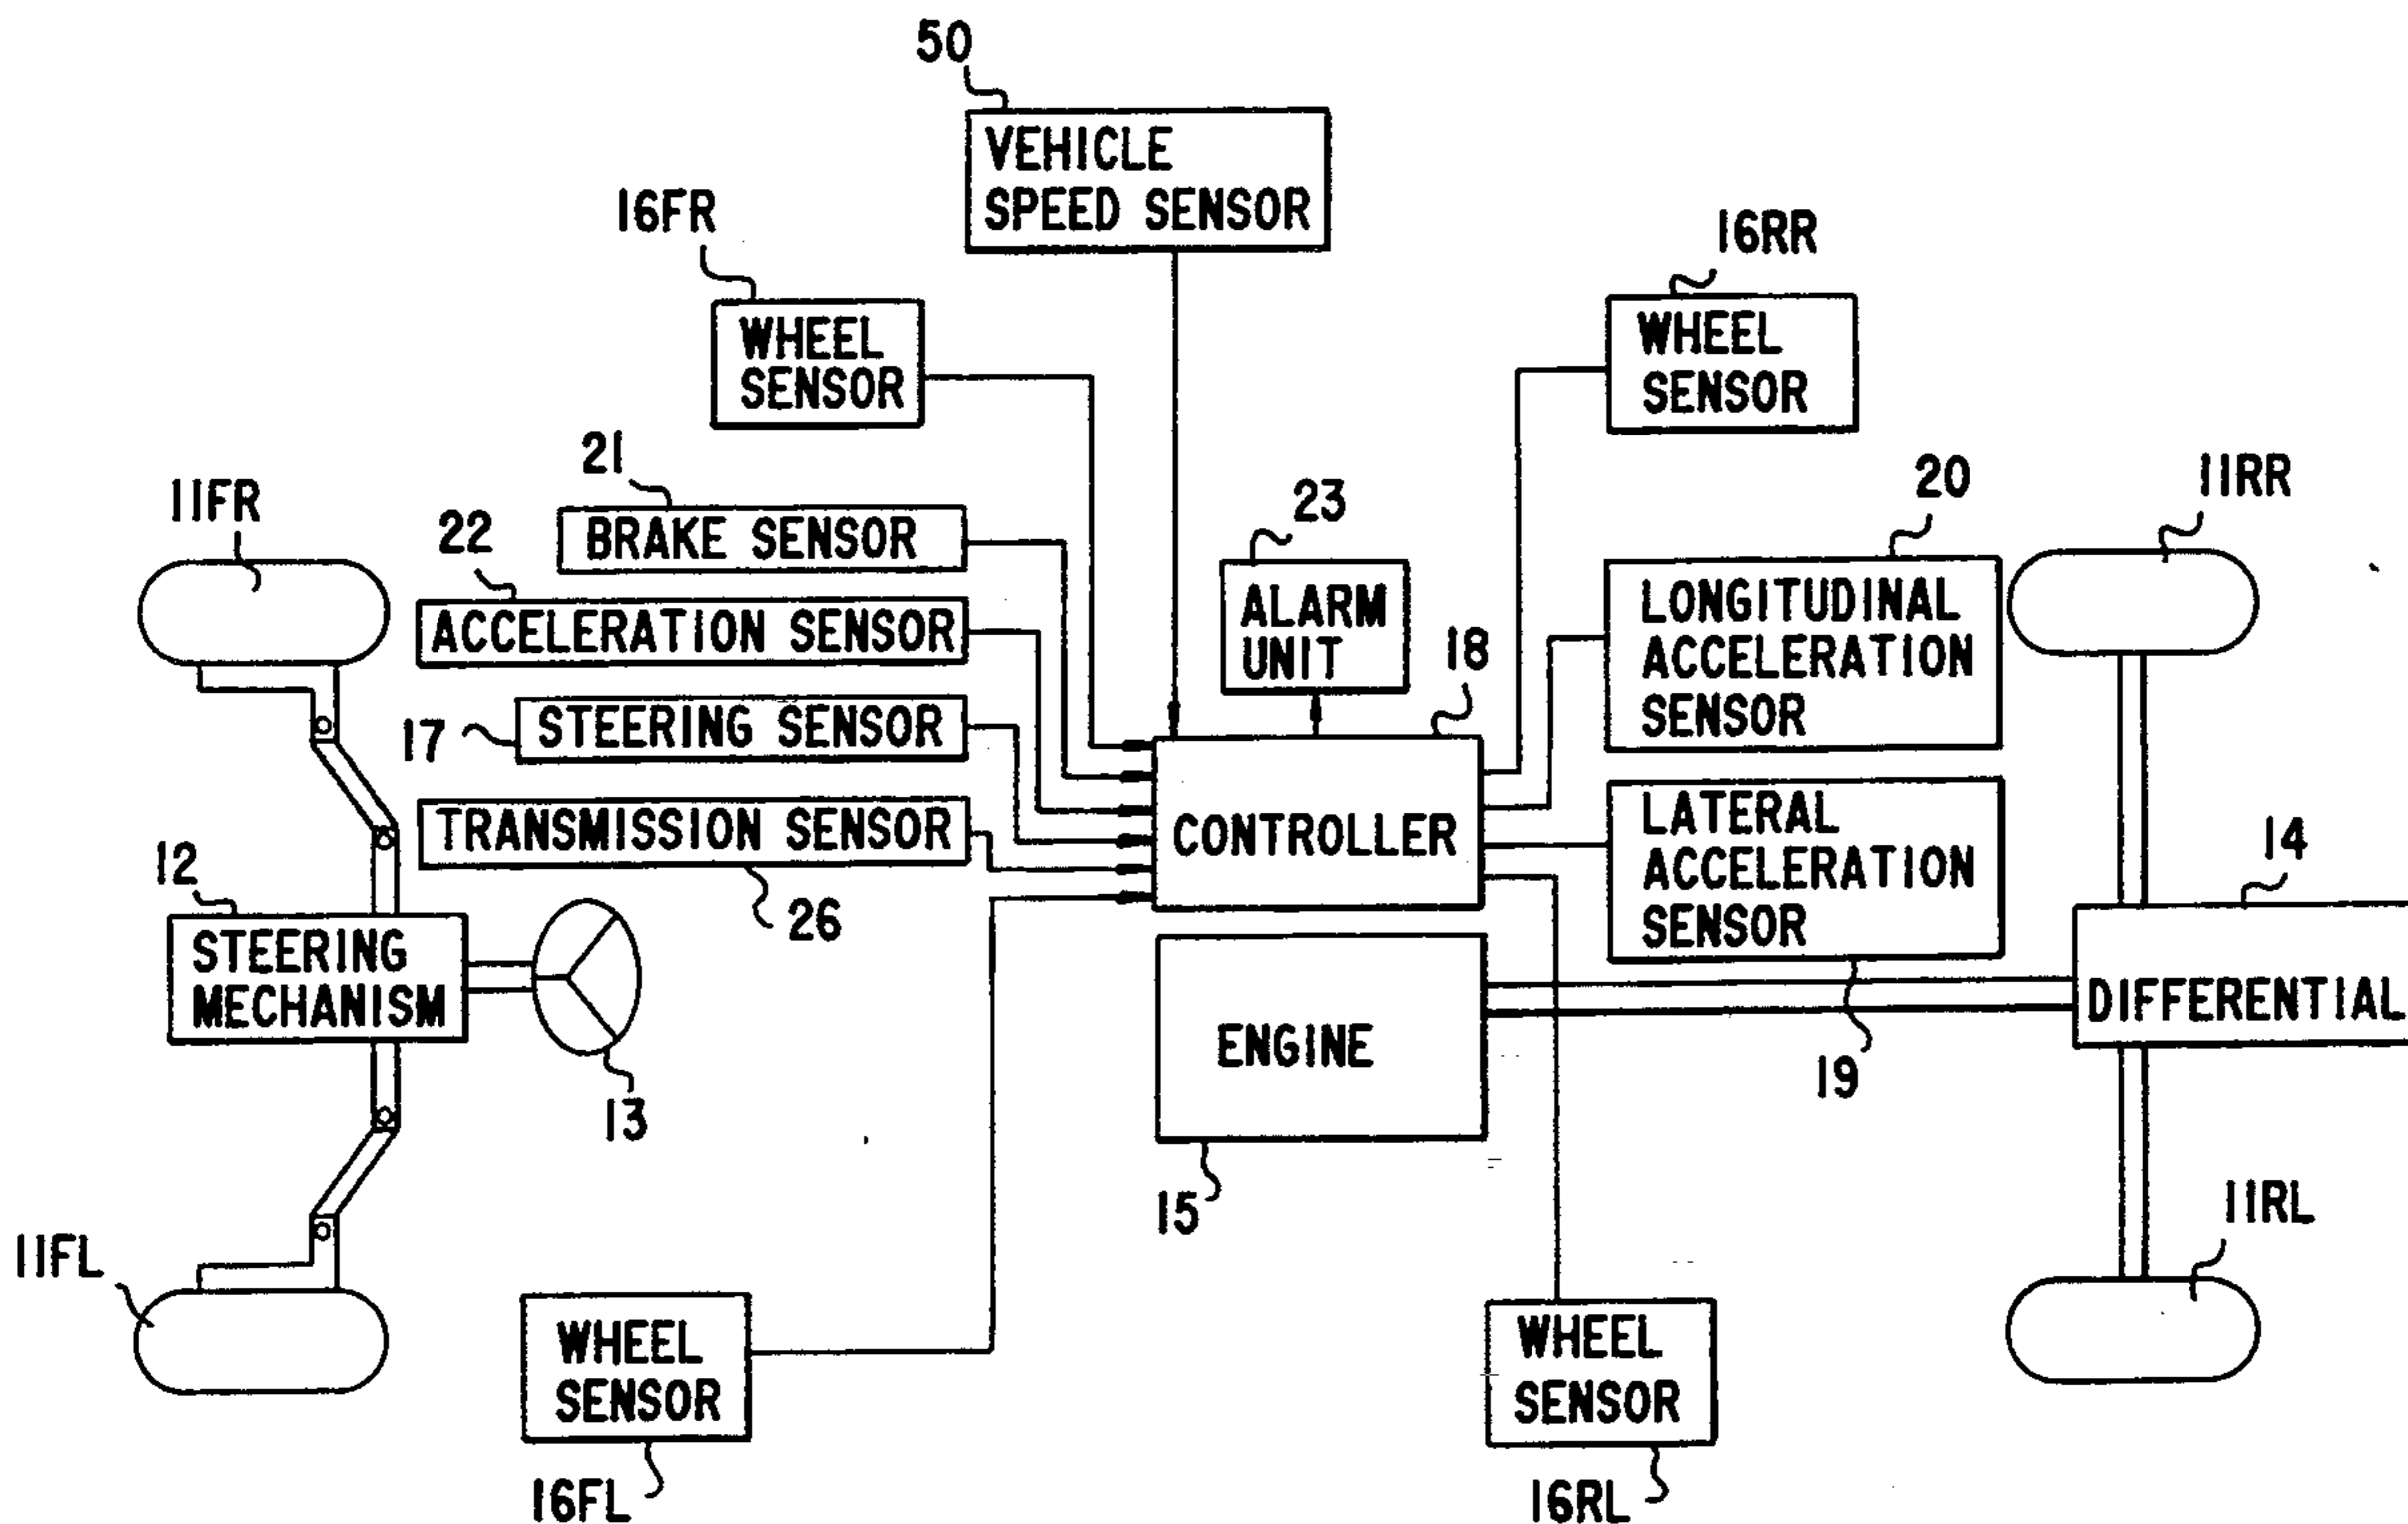 50
VEHICLE
SPEED SENSOR
16FR
WHEEL
SENSOR
16RR
WHEEL
SENSOR
21
BRAKE SENSOR
11FR
22
ACCELERATION SENSOR
23
ALARM
UNIT
20
LONGITUDINAL
ACCELERATION
SENSOR
11RR
17
STEERING SENSOR
18
CONTROLLER
TRANSMISSION SENSOR
26
LATERAL
ACCELERATION
SENSOR
19
14
DIFFERENTIAL
12
STEERING
MECHANISM
13
ENGINE
15
11FL
WHEEL
SENSOR
16FL
WHEEL
SENSOR
16RL
11RL